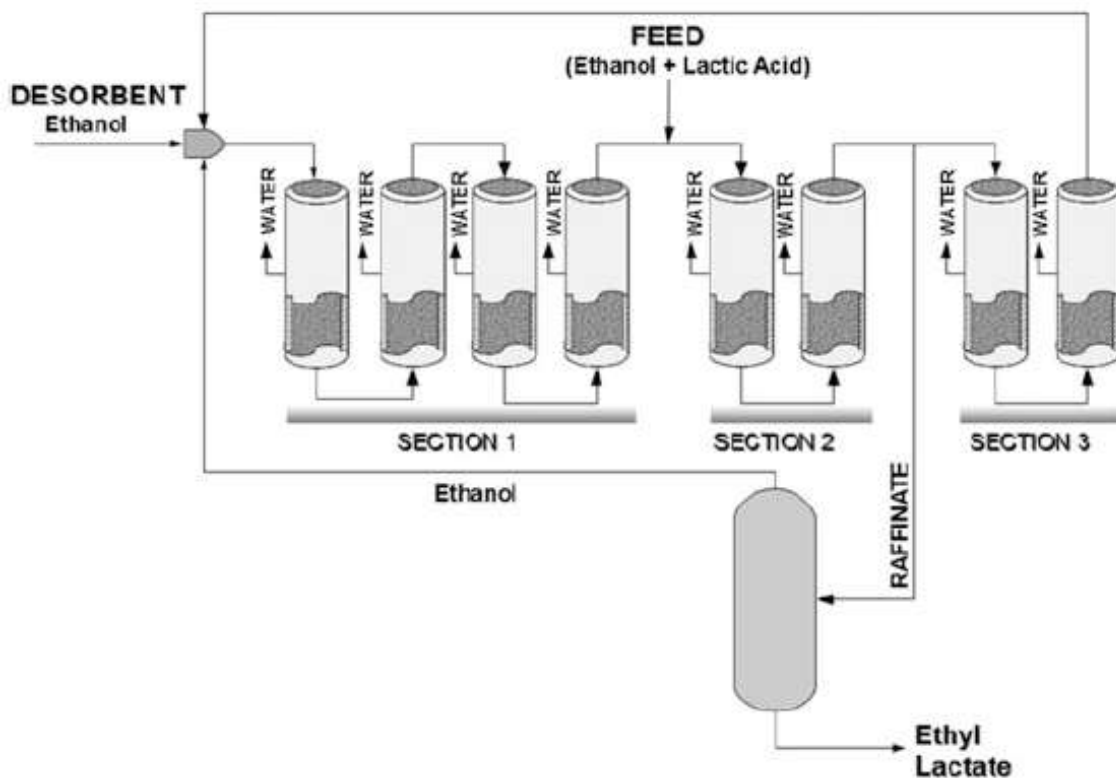 FEED
(Ethanol + Lactic Acid)
DESORBENT
Ethanol
WATER
WATER
WATER
WATER
WATER
WATER
WATER
WATER
SECTION 1
SECTION 2
SECTION 3
Ethanol
RAFFINATE
Ethyl
Lactate